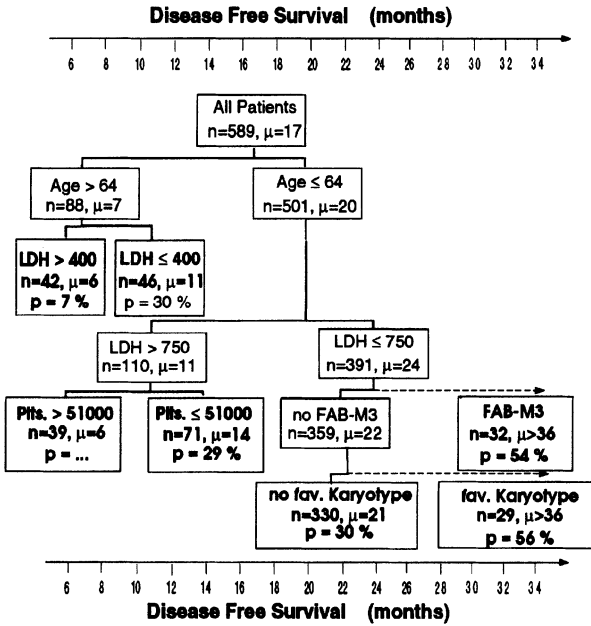 Disease Free Survival (months)
6 8 10 12 14 16 18 20 22 24 26 28 30 32 34
All Patients
n=589, μ=17
Age > 64
n=88, μ=7
Age ≤ 64
n=501, μ=20
LDH > 400
n=42, μ=6
p = 7 %
LDH ≤ 400
n=46, μ=11
p = 30 %
LDH > 750
n=110, μ=11
LDH ≤ 750
n=391, μ=24
Plts. > 51000
n=39, μ=6
p = ...
Plts. ≤ 51000
n=71, μ=14
p = 29 %
no FAB-M3
n=359, μ=22
FAB-M3
n=32, μ>36
p = 54 %
no fav. Karyotype
n=330, μ=21
p = 30 %
fav. Karyotype
n=29, μ>36
p = 56 %
6 8 10 12 14 16 18 20 22 24 26 28 30 32 34
Disease Free Survival (months)